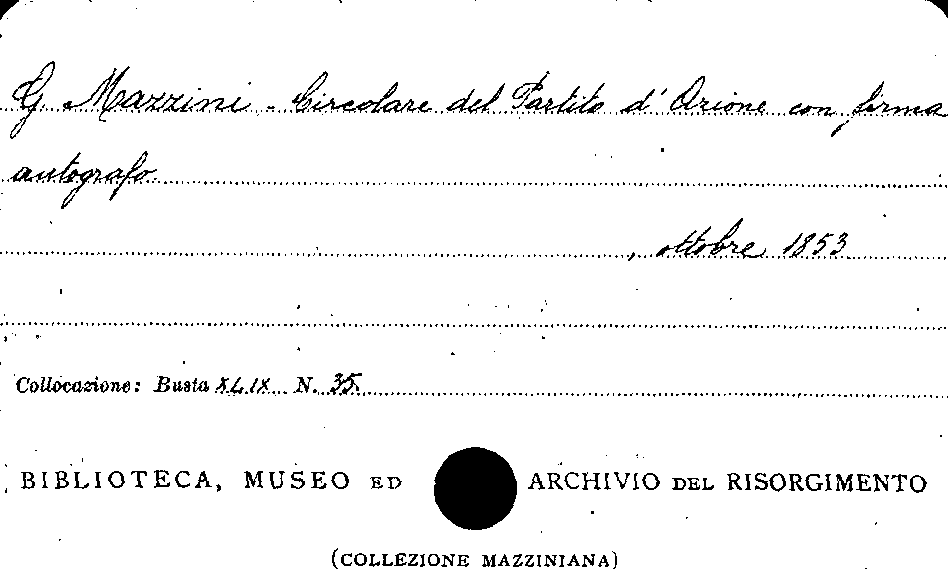 G. Mazzini - Circolare del Partito d'Azione con firma
autografo.
, ottobre 1853
Collocazione: Busta XLIX N. 35.
BIBLIOTECA, MUSEO ED ARCHIVIO DEL RISORGIMENTO
(COLLEZIONE MAZZINIANA)